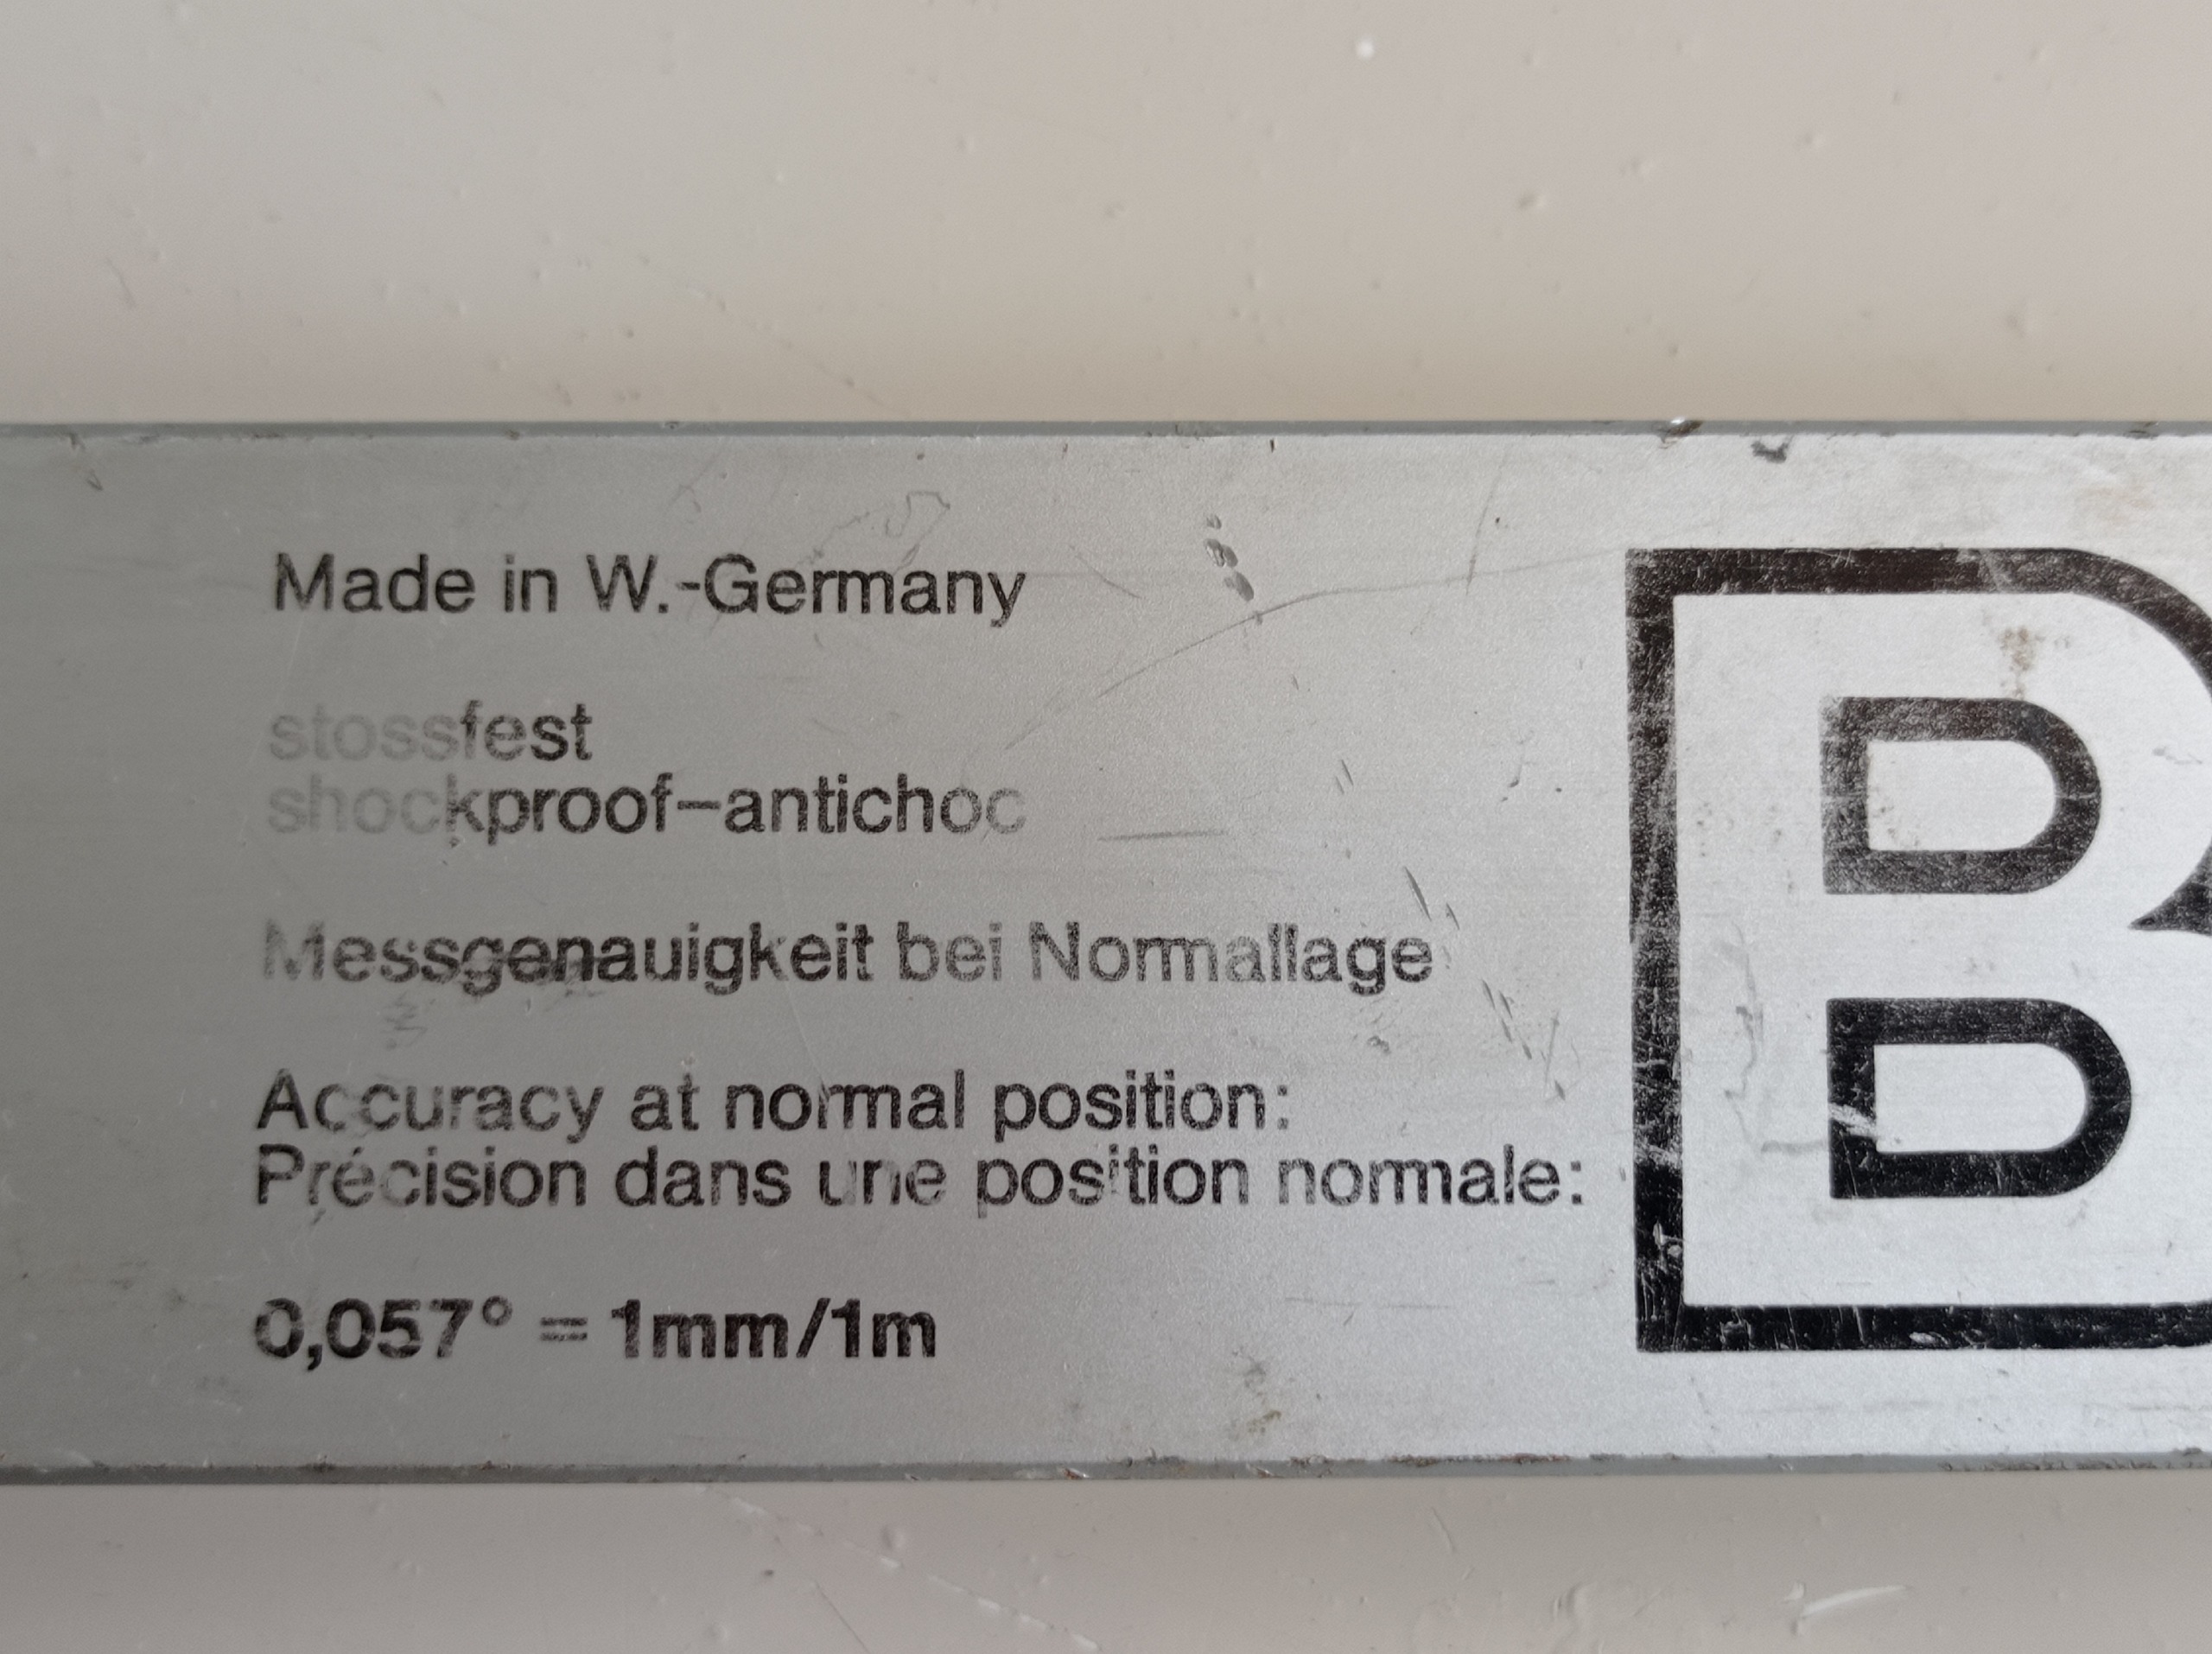 Made in W.-Germany
stossfest
shockproof–antichoc
Messgenauigkeit bei Normallage
Accuracy at normal position:
Précision dans une position normale:
0,057° = 1mm/1m
B